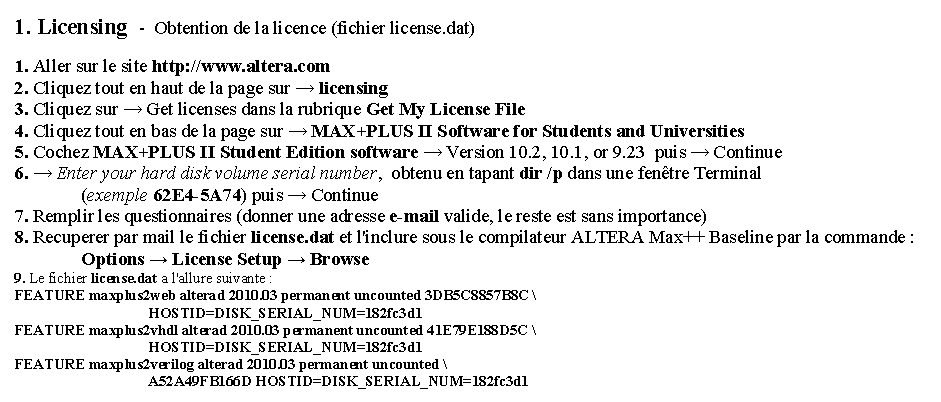 1. Licensing - Obtention de la licence (fichier license.dat)
1. Aller sur le site http://www.altera.com
2. Cliquez tout en haut de la page sur → licensing
3. Cliquez sur → Get licenses dans la rubrique Get My License File
4. Cliquez tout en bas de la page sur → MAX+PLUS II Software for Students and Universities
5. Cochez MAX+PLUS II Student Edition software → Version 10.2, 10.1, or 9.23 puis → Continue
6. → Enter your hard disk volume serial number, obtenu en tapant dir /p dans une fenêtre Terminal
(exemple 62E4-5A74) puis → Continue
7. Remplir les questionnaires (donner une adresse e-mail valide, le reste est sans importance)
8. Recuperer par mail le fichier license.dat et l'inclure sous le compilateur ALTERA Max++ Baseline par la commande :
Options → License Setup → Browse
9. Le fichier license.dat a l'allure suivante :
FEATURE maxplus2web alterad 2010.03 permanent uncounted 3DB5C8857B8C \
HOSTID=DISK_SERIAL_NUM=182fc3d1
FEATURE maxplus2vhdl alterad 2010.03 permanent uncounted 41E79E188D5C \
HOSTID=DISK_SERIAL_NUM=182fc3d1
FEATURE maxplus2verilog alterad 2010.03 permanent uncounted \
A52A49FB166D HOSTID=DISK_SERIAL_NUM=182fc3d1